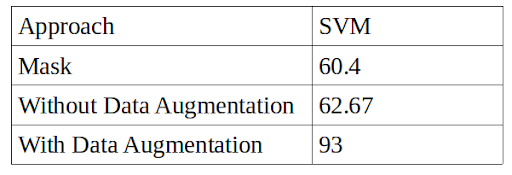 Approach SVM
Mask 60.4
Without Data Augmentation 62.67
With Data Augmentation 93